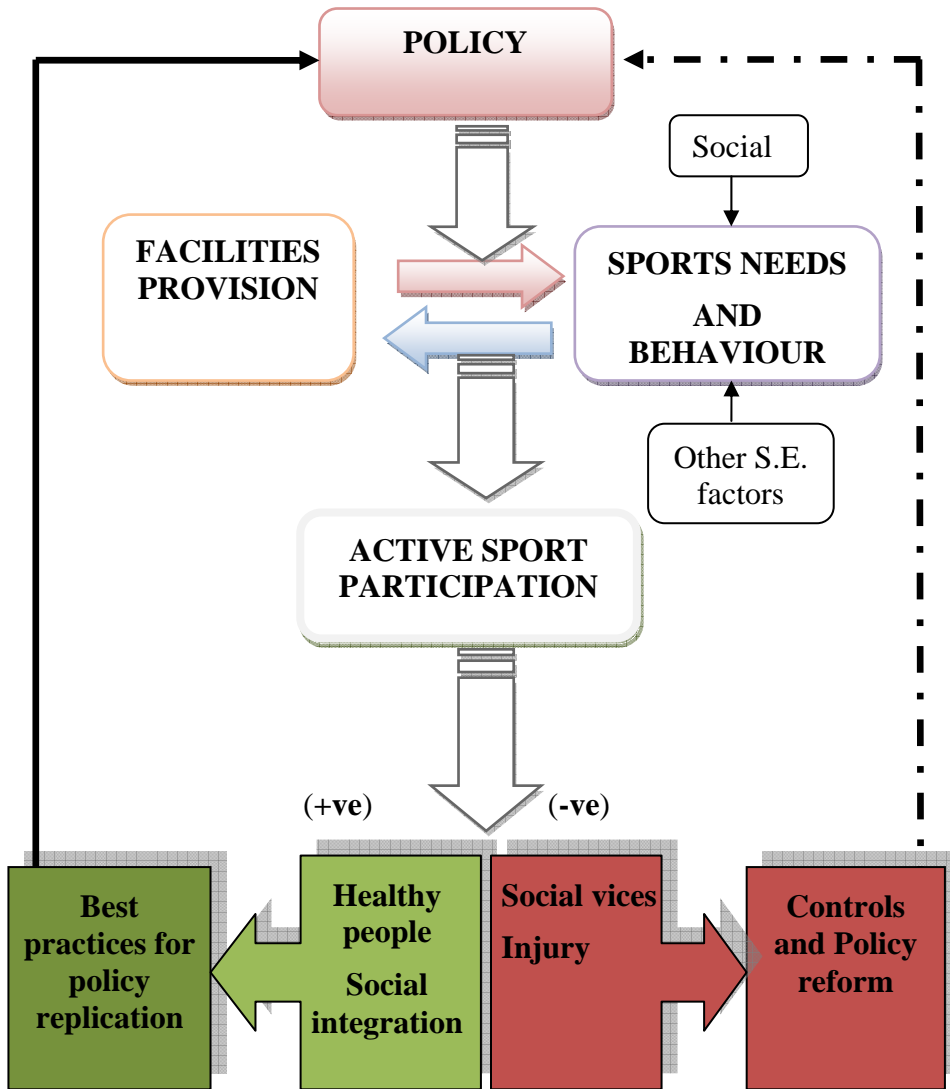 POLICY
Social
FACILITIES
PROVISION
SPORTS NEEDS
AND
BEHAVIOUR
Other S.E.
factors
ACTIVE SPORT
PARTICIPATION
(+ve)
(-ve)
Best
practices for
policy
replication
Healthy
people
Social
integration
Social vices
Injury
Controls
and Policy
reform